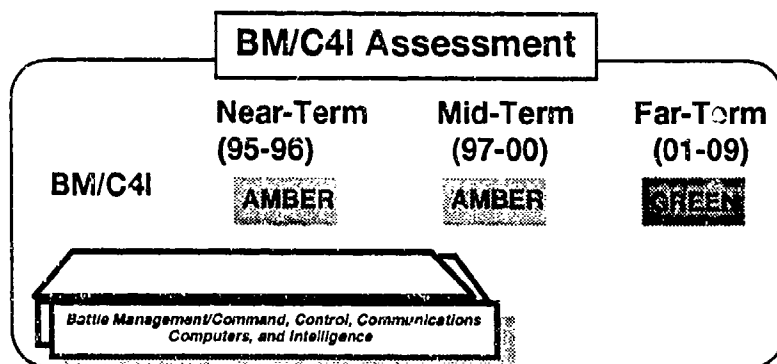 BM/C4I Assessment
Near-Term Mid-Term Far-Term
(95-96) (97-00) (01-09)
BM/C4I AMBER AMBER GREEN
Battle Management/Command, Control, Communications
Computers, and Intelligence